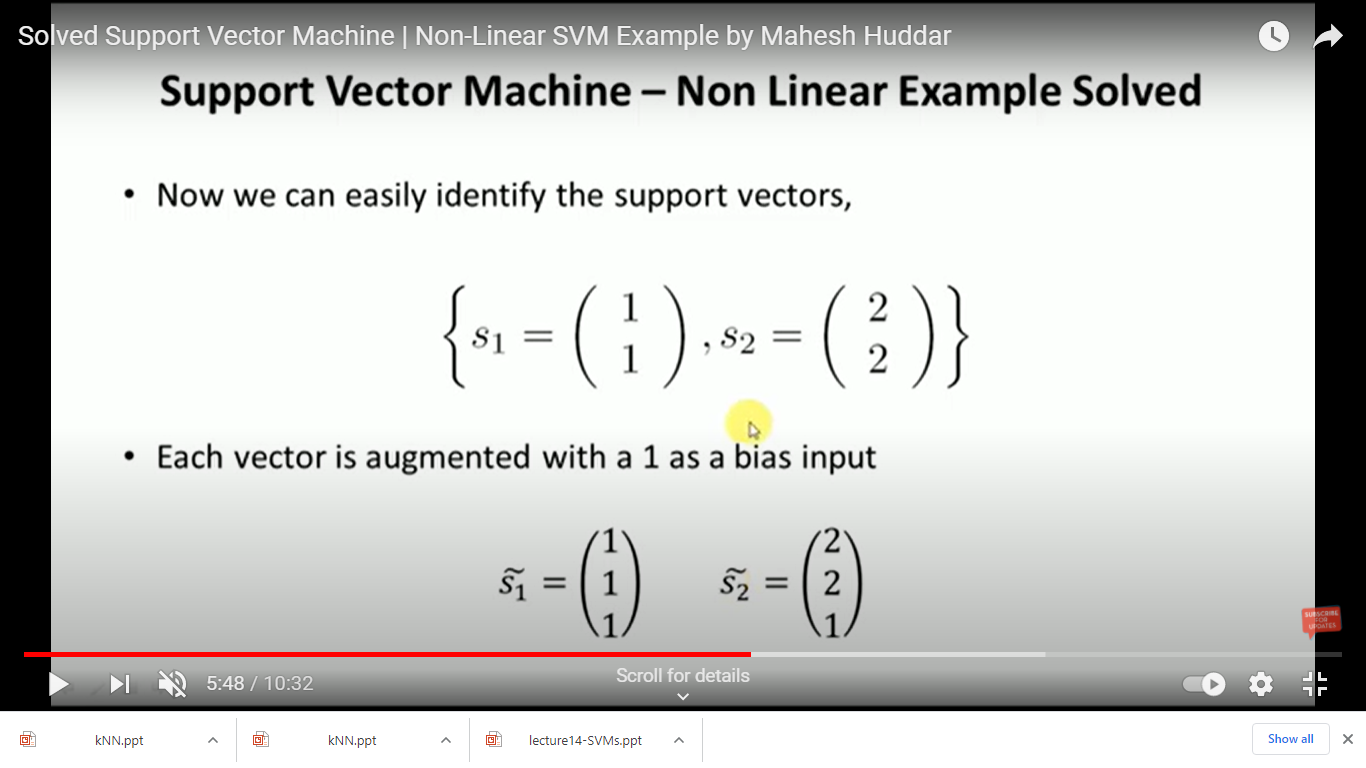 Solved Support Vector Machine | Non-Linear SVM Example by Mahesh Huddar
Support Vector Machine – Non Linear Example Solved
• Now we can easily identify the support vectors,
{ s₁ = ( 1 1 ) , s₂ = ( 2 2 ) }
• Each vector is augmented with a 1 as a bias input
s̃₁ = ( 1 1 1 ) s̃₂ = ( 2 2 1 )
SUBSCRIBE
FOR
UPDATES
5:48 / 10:32
Scroll for details
kNN.ppt
kNN.ppt
lecture14-SVMs.ppt
Show all